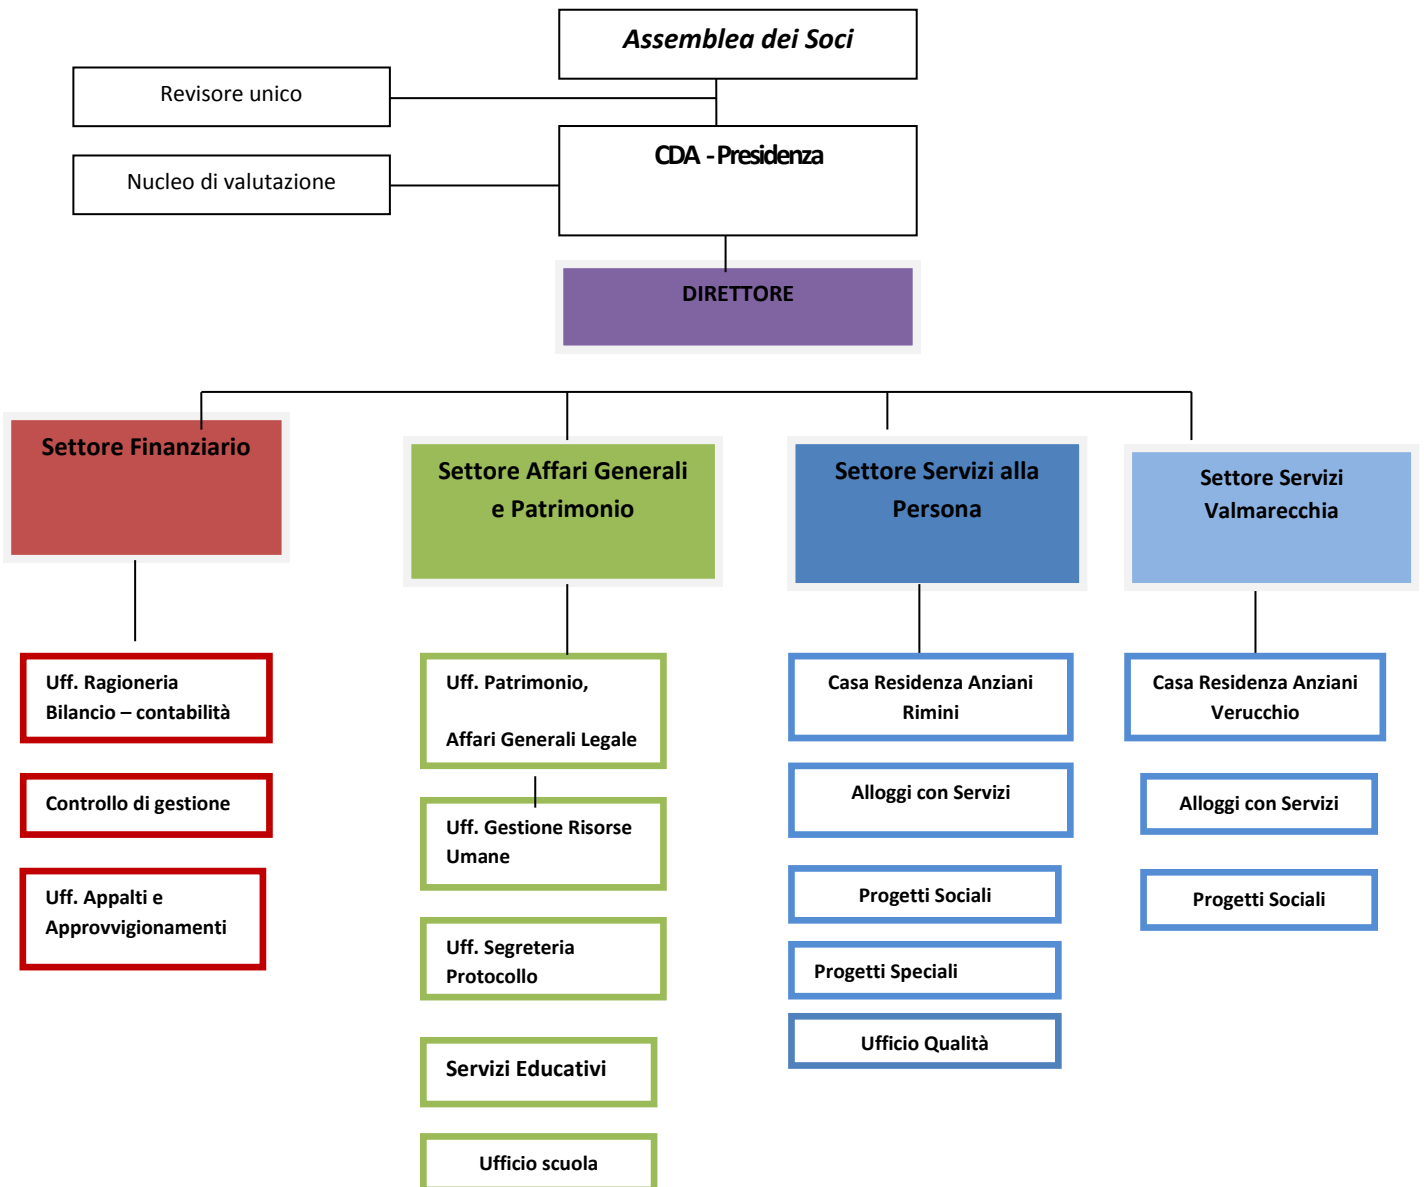 Assemblea dei Soci
Revisore unico
CDA - Presidenza
Nucleo di valutazione
DIRETTORE
Settore Finanziario
Settore Affari Generali
e Patrimonio
Settore Servizi alla
Persona
Settore Servizi
Valmarecchia
Uff. Ragioneria
Bilancio – contabilità
Controllo di gestione
Uff. Appalti e
Approvvigionamenti
Uff. Patrimonio,
Affari Generali Legale
Uff. Gestione Risorse
Umane
Uff. Segreteria
Protocollo
Servizi Educativi
Ufficio scuola
Casa Residenza Anziani
Rimini
Alloggi con Servizi
Progetti Sociali
Progetti Speciali
Ufficio Qualità
Casa Residenza Anziani
Verucchio
Alloggi con Servizi
Progetti Sociali